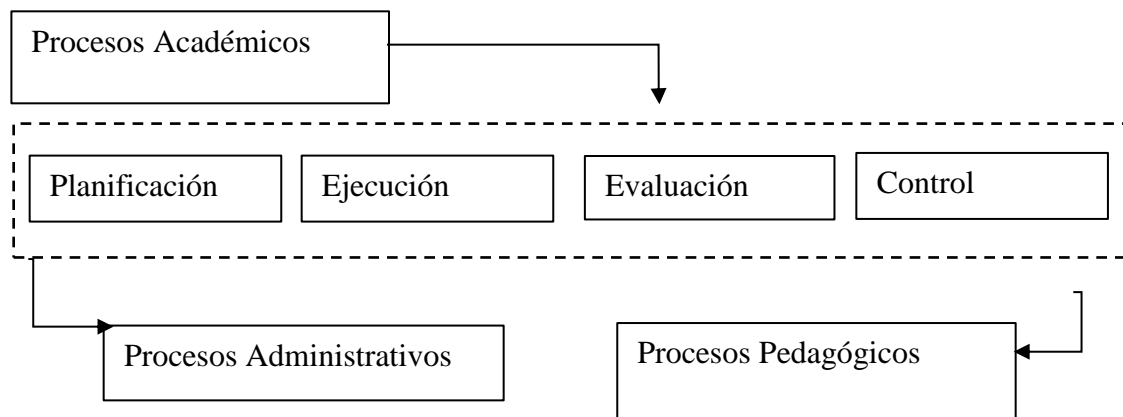 Procesos Académicos
Planificación
Ejecución
Evaluación
Control
Procesos Administrativos
Procesos Pedagógicos